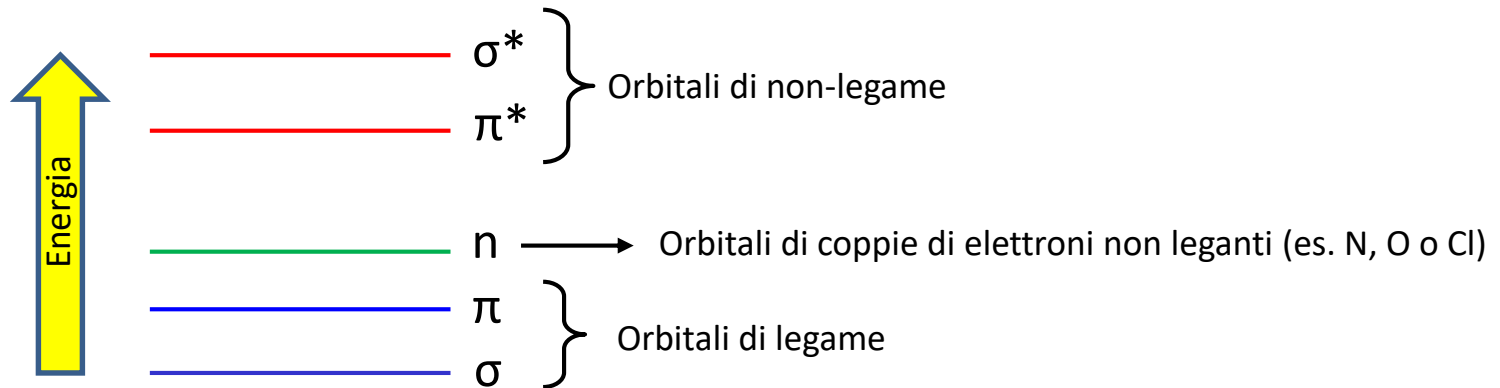 σ*
Orbitali di non-legame
π*
Energia
n
Orbitali di coppie di elettroni non leganti (es. N, O o Cl)
π
Orbitali di legame
σ